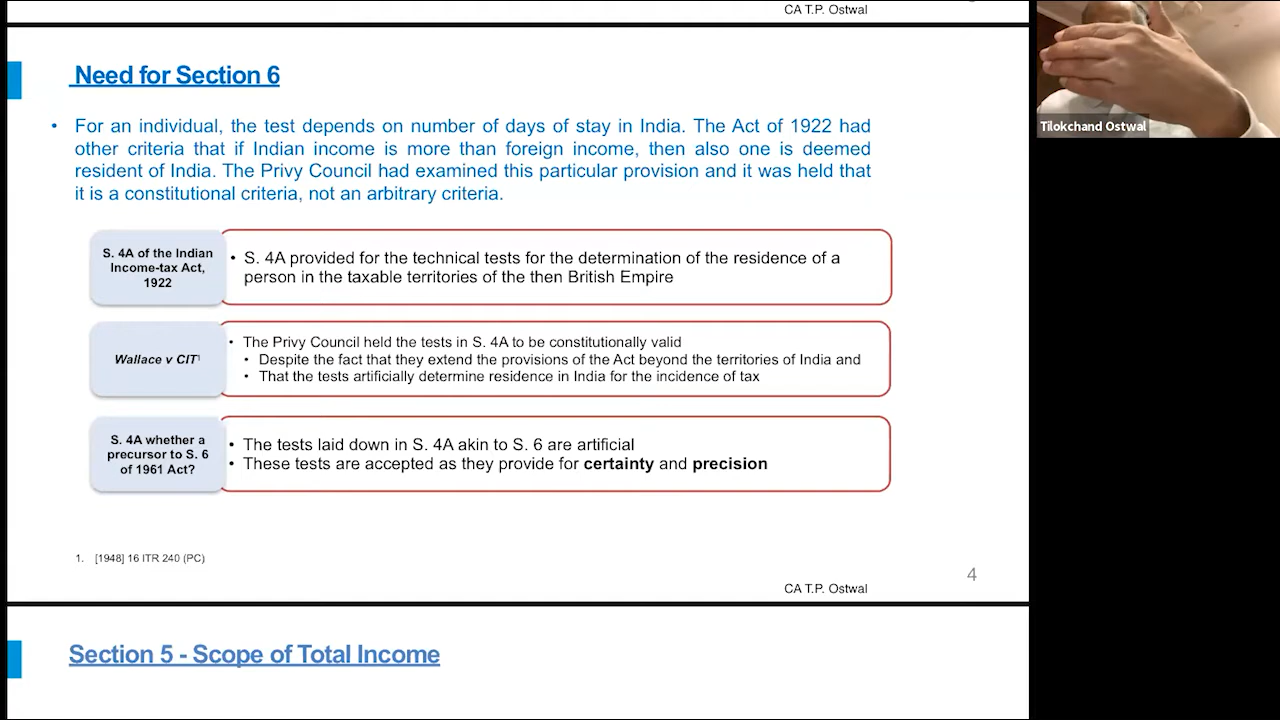 CA T.P. Ostwal
Need for Section 6
• For an individual, the test depends on number of days of stay in India. The Act of 1922 had
other criteria that if Indian income is more than foreign income, then also one is deemed
resident of India. The Privy Council had examined this particular provision and it was held that
it is a constitutional criteria, not an arbitrary criteria.
S. 4A of the Indian
Income-tax Act,
1922
• S. 4A provided for the technical tests for the determination of the residence of a
person in the taxable territories of the then British Empire
Wallace v CIT¹
• The Privy Council held the tests in S. 4A to be constitutionally valid
• Despite the fact that they extend the provisions of the Act beyond the territories of India and
• That the tests artificially determine residence in India for the incidence of tax
S. 4A whether a
precursor to S. 6
of 1961 Act?
• The tests laid down in S. 4A akin to S. 6 are artificial
• These tests are accepted as they provide for certainty and precision
1. [1948] 16 ITR 240 (PC)
4
CA T.P. Ostwal
Section 5 - Scope of Total Income
Tilokchand Ostwal